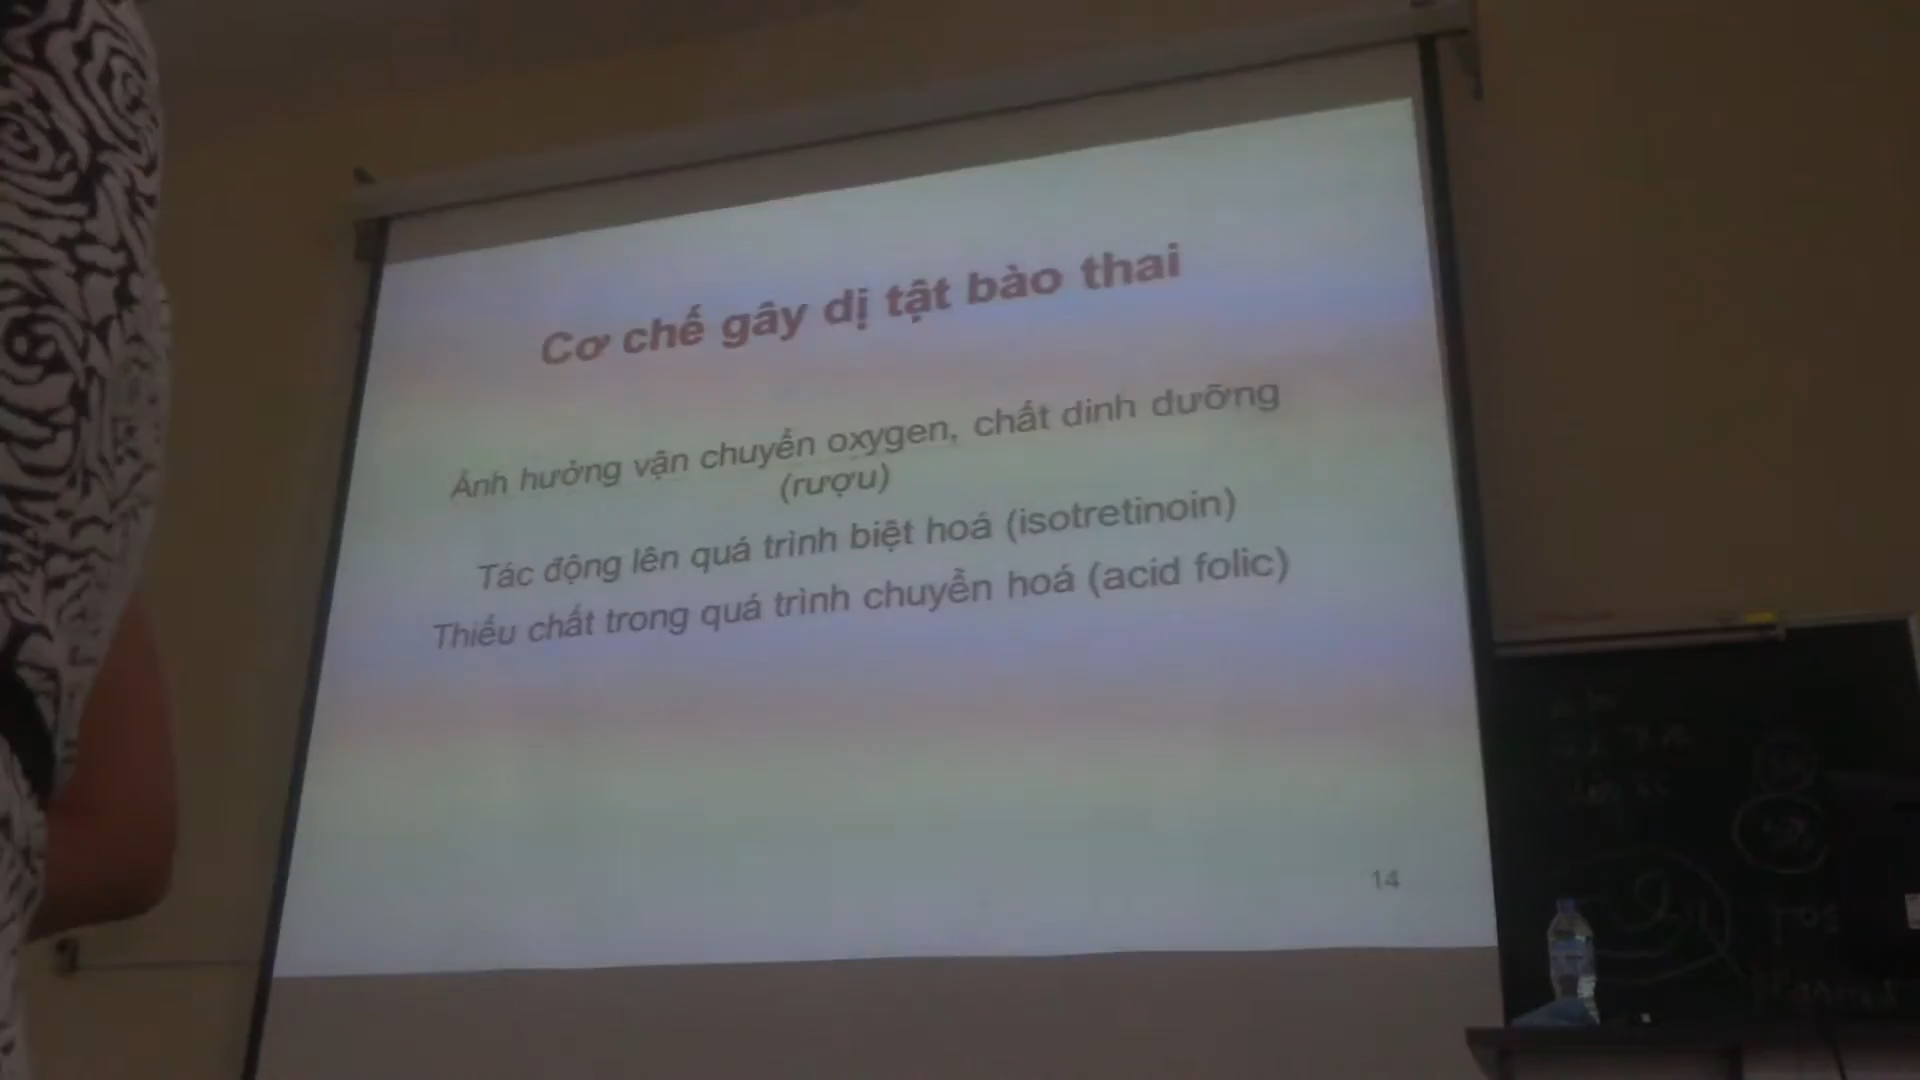 Cơ chế gây dị tật bào thai
Ảnh hưởng vận chuyển oxygen, chất dinh dưỡng
(rượu)
Tác động lên quá trình biệt hoá (isotretinoin)
Thiếu chất trong quá trình chuyển hoá (acid folic)
14